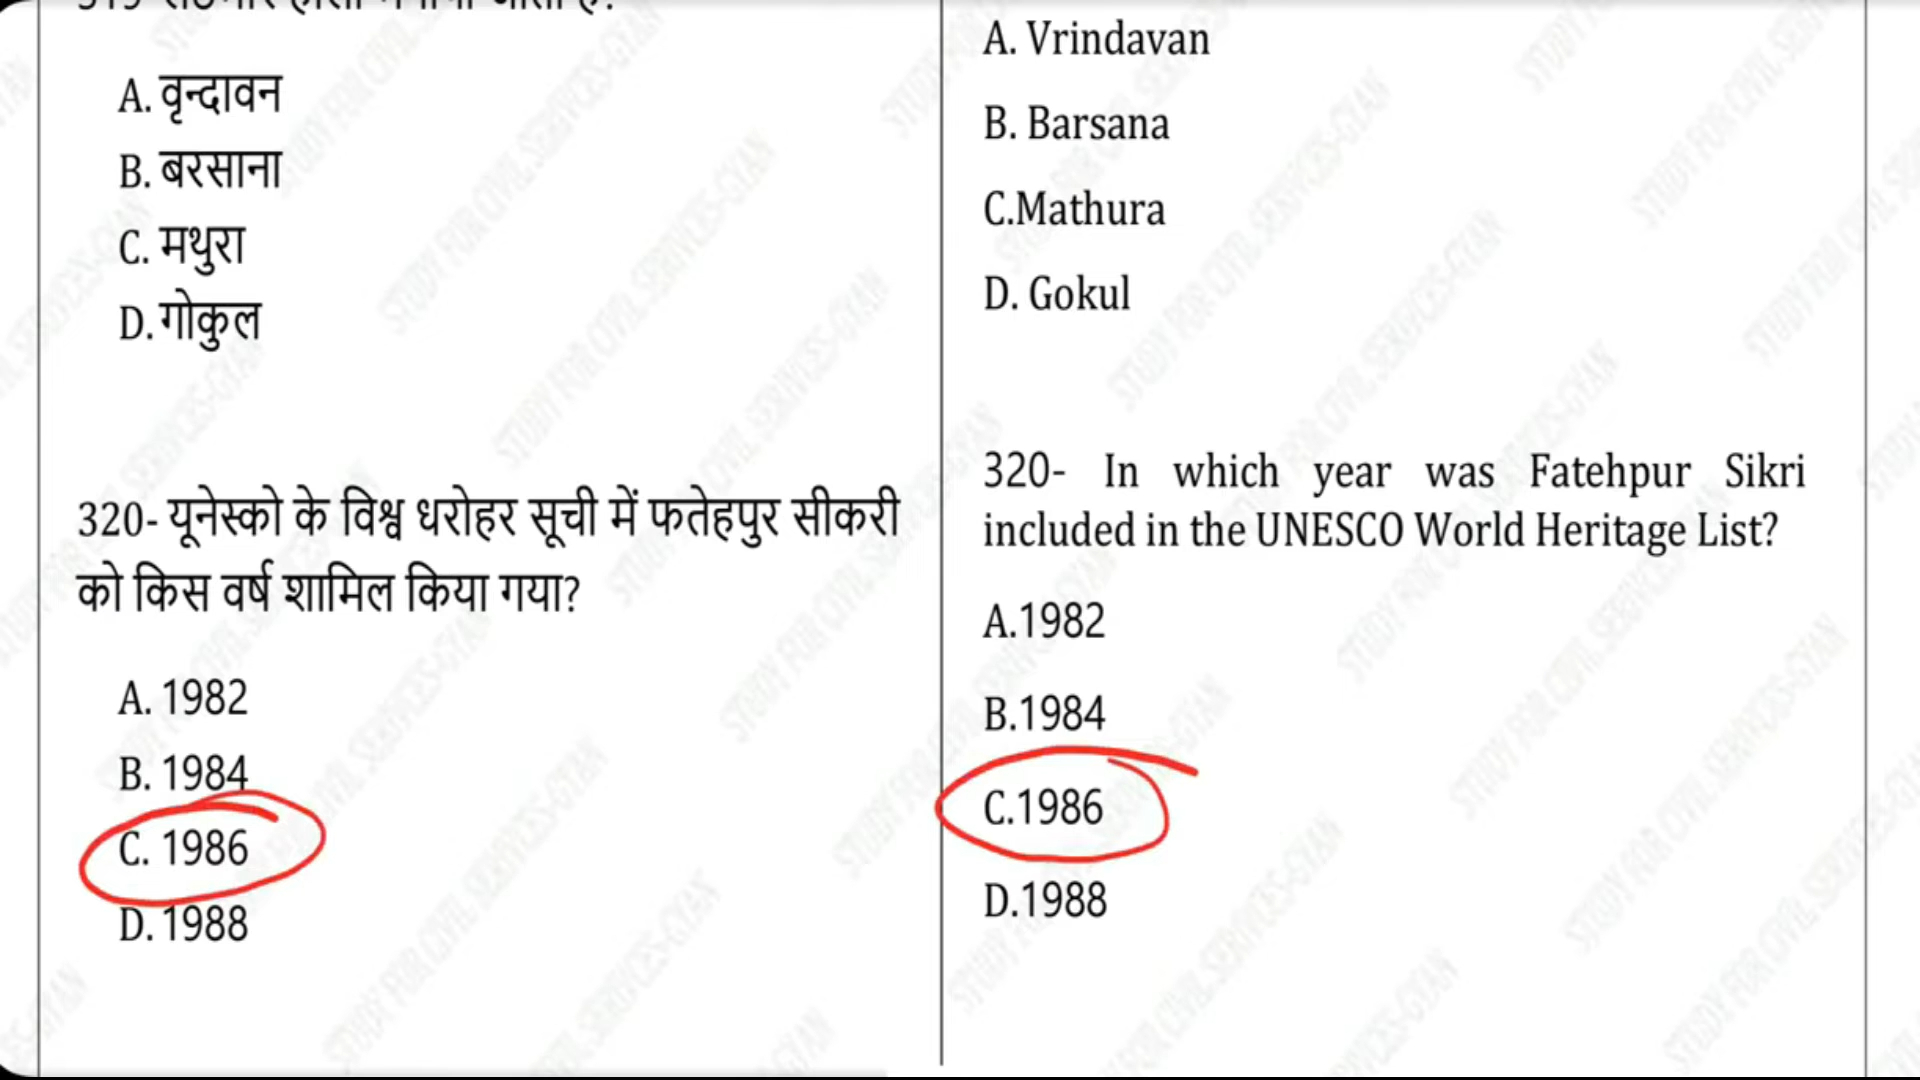 A. वृन्दावन
B. बरसाना
C. मथुरा
D. गोकुल
320- यूनेस्को के विश्व धरोहर सूची में फतेहपुर सीकरी
को किस वर्ष शामिल किया गया?
A. 1982
B. 1984
C. 1986
D. 1988
A. Vrindavan
B. Barsana
C.Mathura
D. Gokul
320- In which year was Fatehpur Sikri
included in the UNESCO World Heritage List?
A.1982
B.1984
C.1986
D.1988